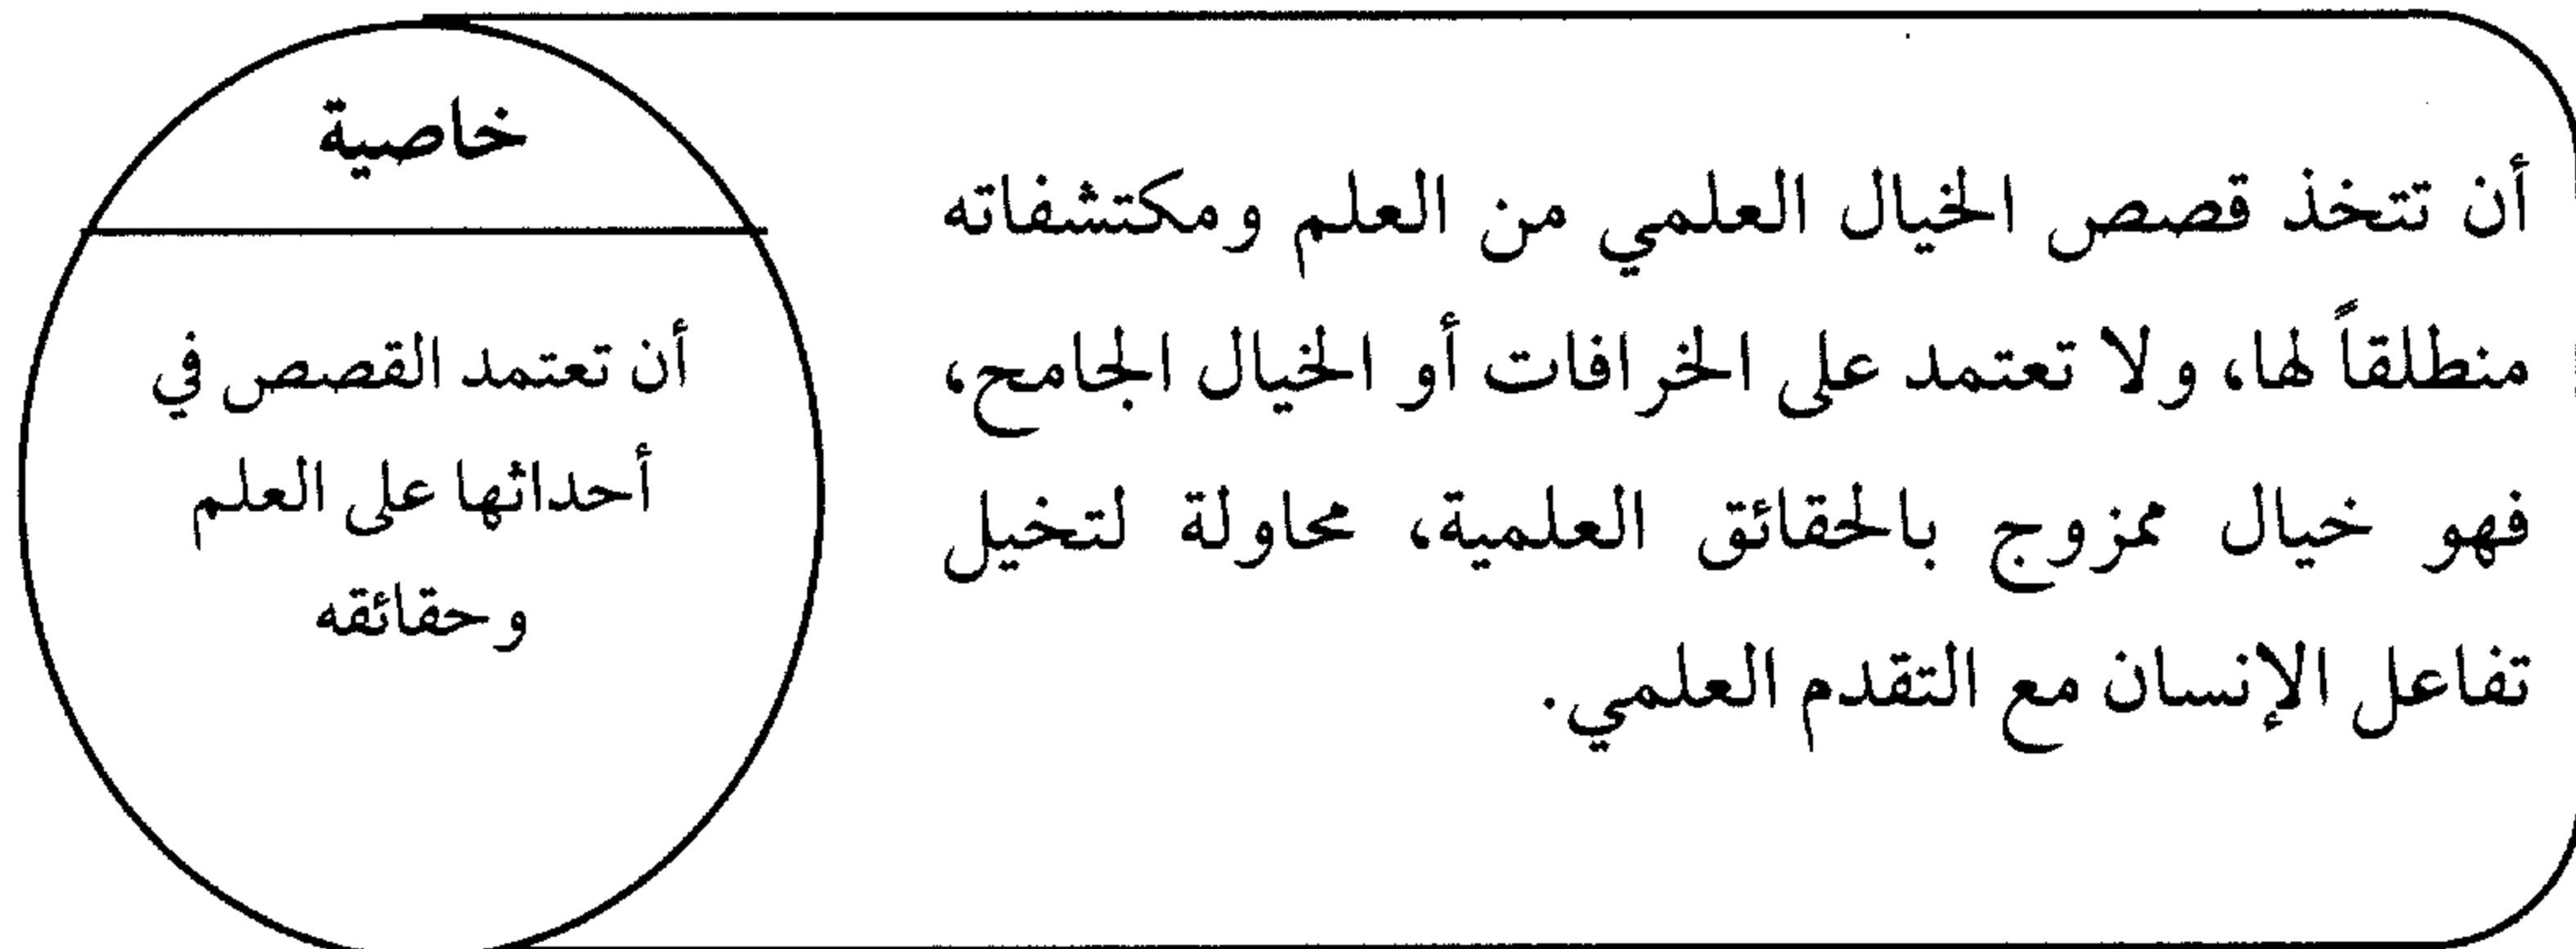 خاصية
أن تعتمد القصص في
أحداثها على العلم
وحقائقه
أن تتخذ قصص الخيال العلمي من العلم ومكتشفاته
منطلقاً لها، ولا تعتمد على الخرافات أو الخيال الجامح،
فهو خيال ممزوج بالحقائق العلمية، محاولة لتخيل
تفاعل الإنسان مع التقدم العلمي.